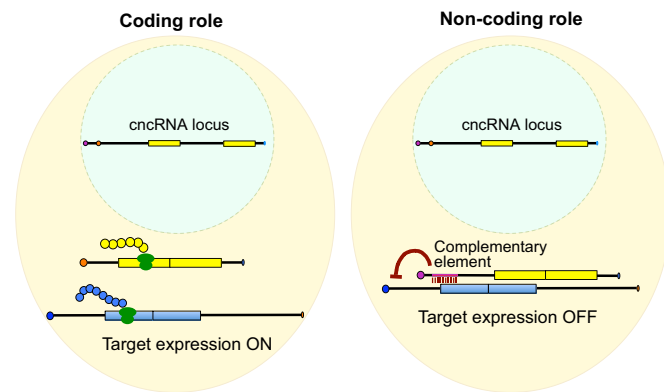 Coding role
Non-coding role
cncRNA locus
cncRNA locus
Complementary
element
Target expression ON
Target expression OFF